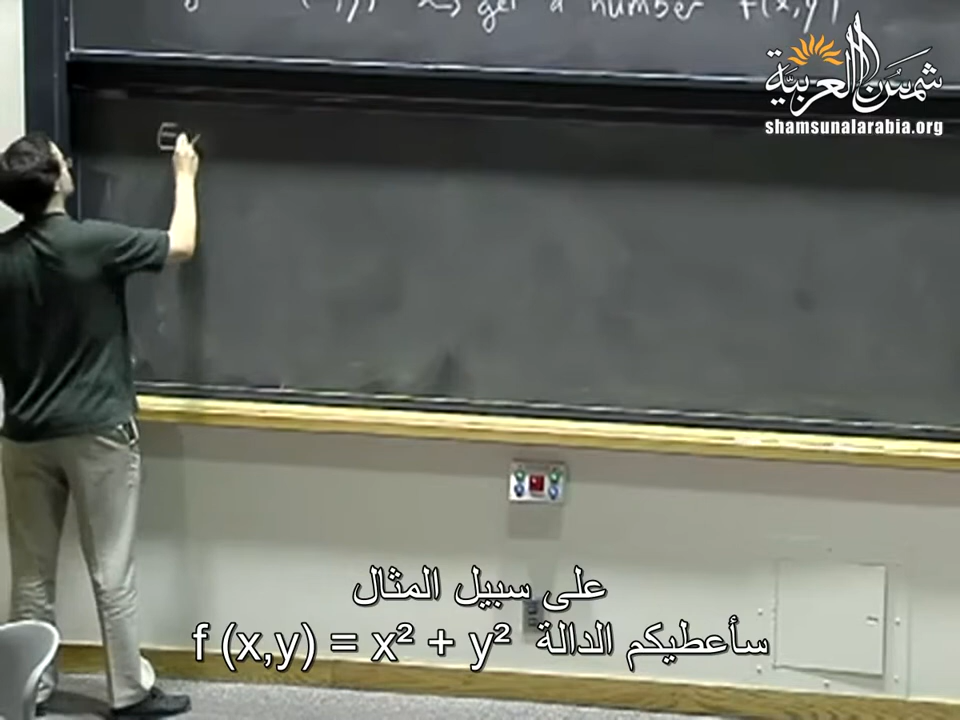 (x,y) → get a number f(x,y)
شمس العربية
shamsunalarabia.org
على سبيل المثال
سأعطيكم الدالة f (x,y) = x² + y²